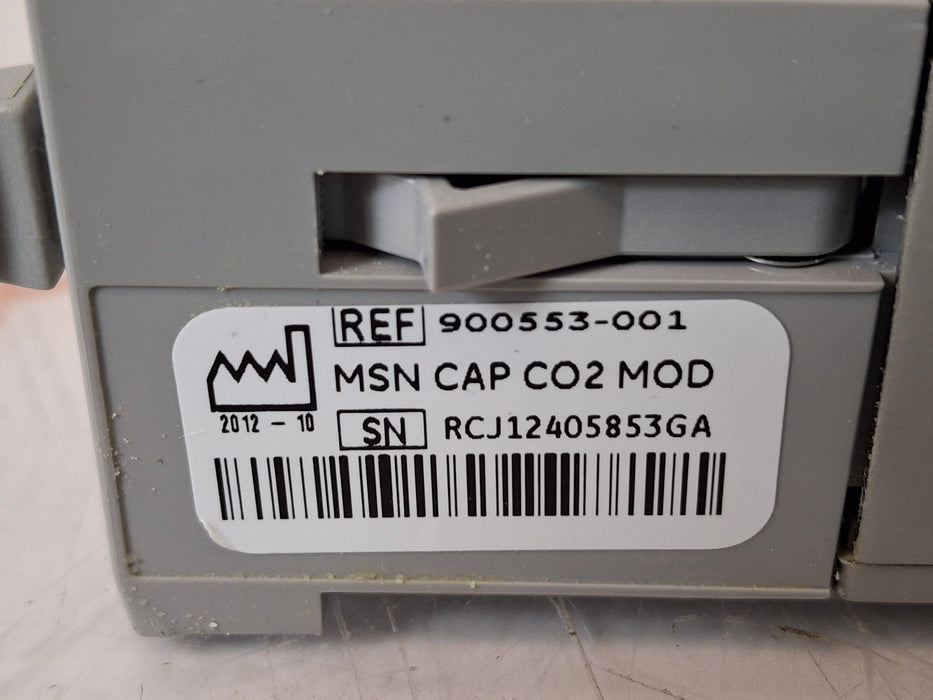 REF 900553-001
MSN CAP CO2 MOD
2012 - 10
SN RCJ12405853GA